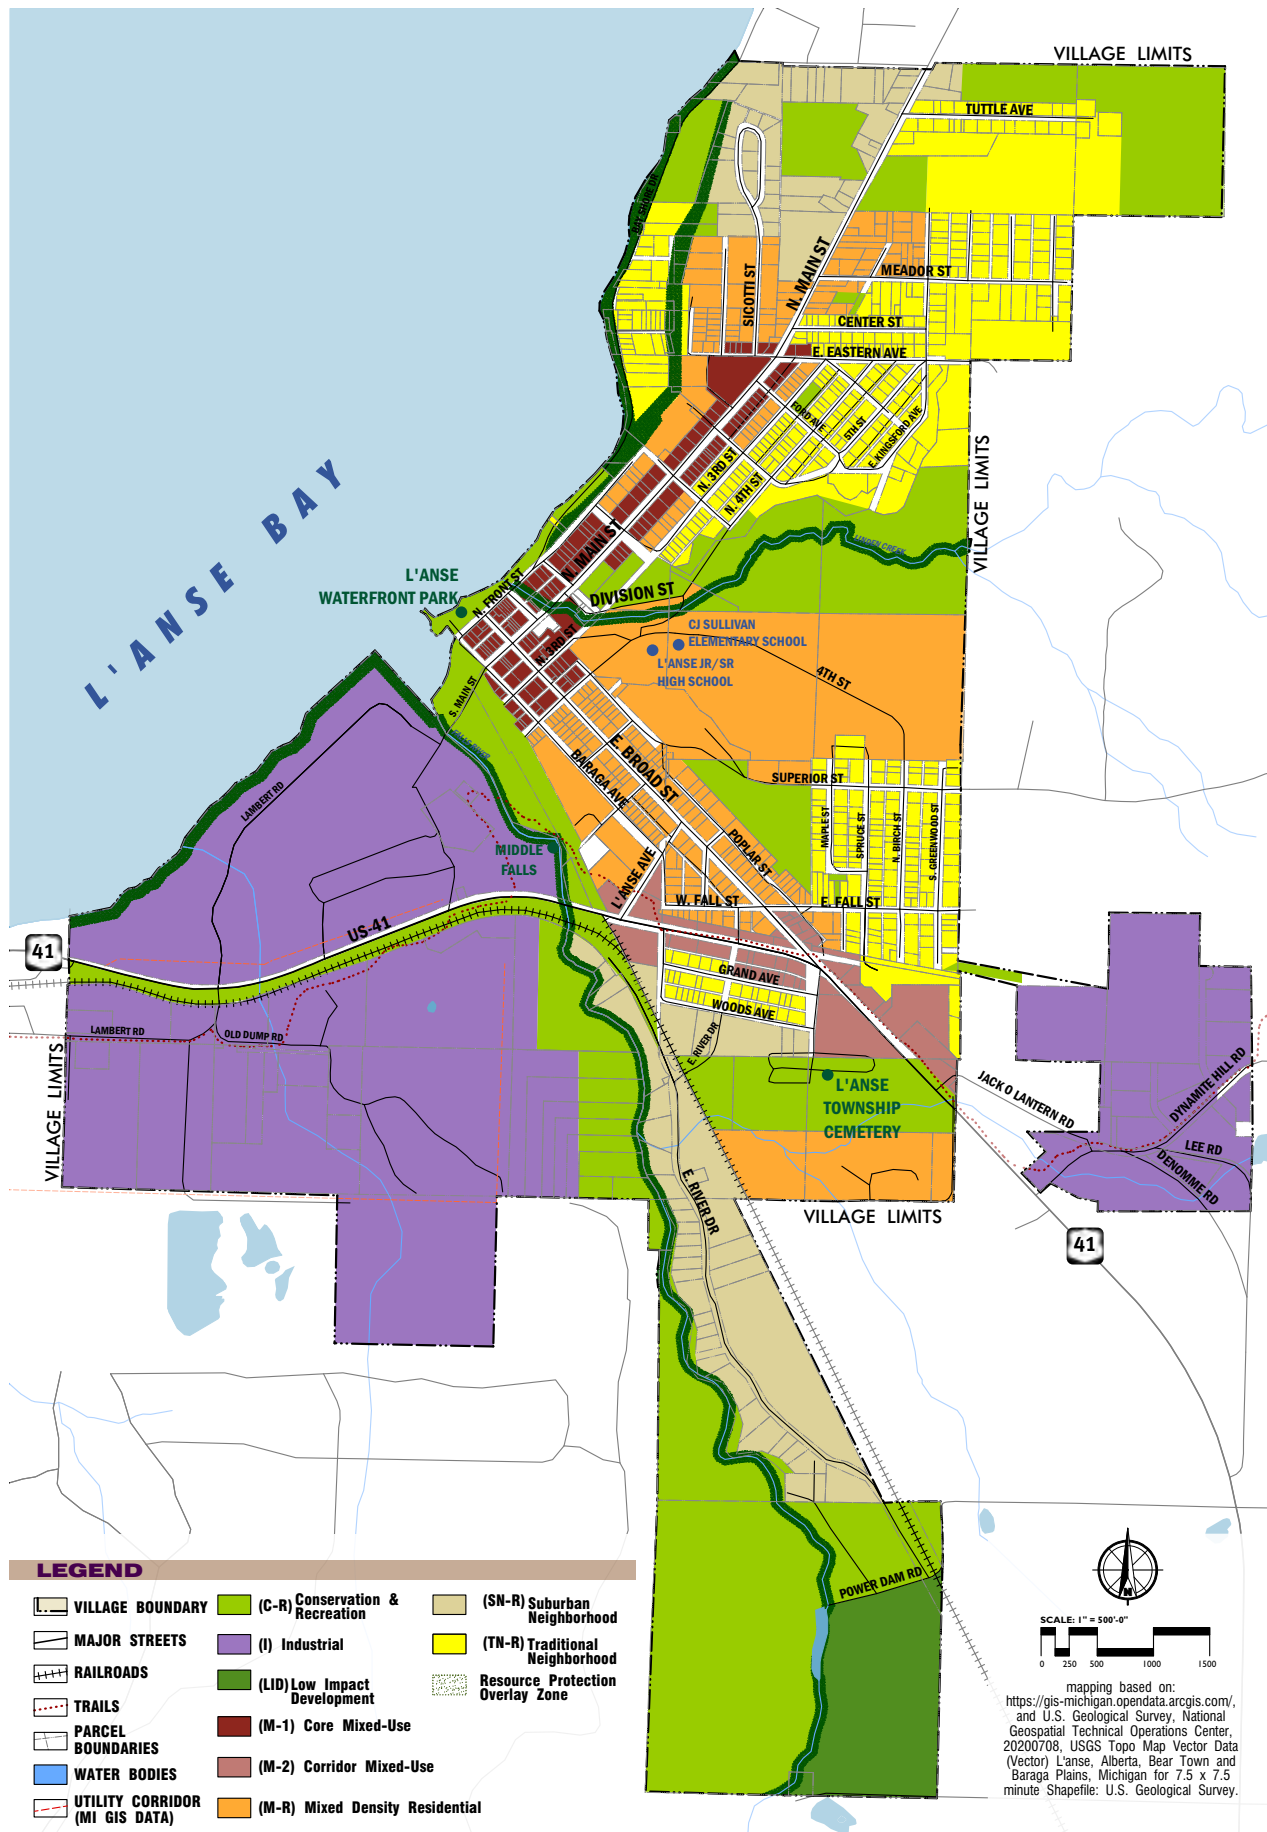 VILLAGE LIMITS
TUTTLE AVE
BAY SHORE DR
N. MAIN ST
MEADOR ST
SICOTTI ST
CENTER ST
E. EASTERN AVE
FORD AVE
5TH ST
E. KINGSFORD AVE
N. 3RD ST
N. 4TH ST
VILLAGE LIMITS
L'ANSE BAY
N. MAIN ST
LINDEN CREEK
L'ANSE
WATERFRONT PARK
N. FRONT ST
DIVISION ST
CJ SULLIVAN
ELEMENTARY SCHOOL
L'ANSE JR/SR
HIGH SCHOOL
N. 3RD ST
4TH ST
S. MAIN ST
FALLS RIVER
E. BROAD ST
BARAGA AVE
SUPERIOR ST
LAMBERT RD
MAPLE ST
SPRUCE ST
N. BIRCH ST
S. GREENWOOD ST
POPLAR ST
MIDDLE
FALLS
L'ANSE AVE
W. FALL ST
E. FALL ST
US-41
41
GRAND AVE
WOODS AVE
LAMBERT RD
OLD DUMP RD
E. RIVER DR
VILLAGE LIMITS
L'ANSE
TOWNSHIP
CEMETERY
JACK O LANTERN RD
DYNAMITE HILL RD
LEE RD
DENOMME RD
E. RIVER DR
VILLAGE LIMITS
41
POWER DAM RD
LEGEND
VILLAGE BOUNDARY
MAJOR STREETS
RAILROADS
TRAILS
PARCEL
BOUNDARIES
WATER BODIES
UTILITY CORRIDOR
(MI GIS DATA)
(C-R) Conservation &
Recreation
(I) Industrial
(LID) Low Impact
Development
(M-1) Core Mixed-Use
(M-2) Corridor Mixed-Use
(M-R) Mixed Density Residential
(SN-R) Suburban
Neighborhood
(TN-R) Traditional
Neighborhood
Resource Protection
Overlay Zone
N
SCALE: 1" = 500'-0"
0 250 500 1000 1500
mapping based on:
https://gis-michigan.opendata.arcgis.com/,
and U.S. Geological Survey, National
Geospatial Technical Operations Center,
20200708, USGS Topo Map Vector Data
(Vector) L'anse, Alberta, Bear Town and
Baraga Plains, Michigan for 7.5 x 7.5
minute Shapefile: U.S. Geological Survey.